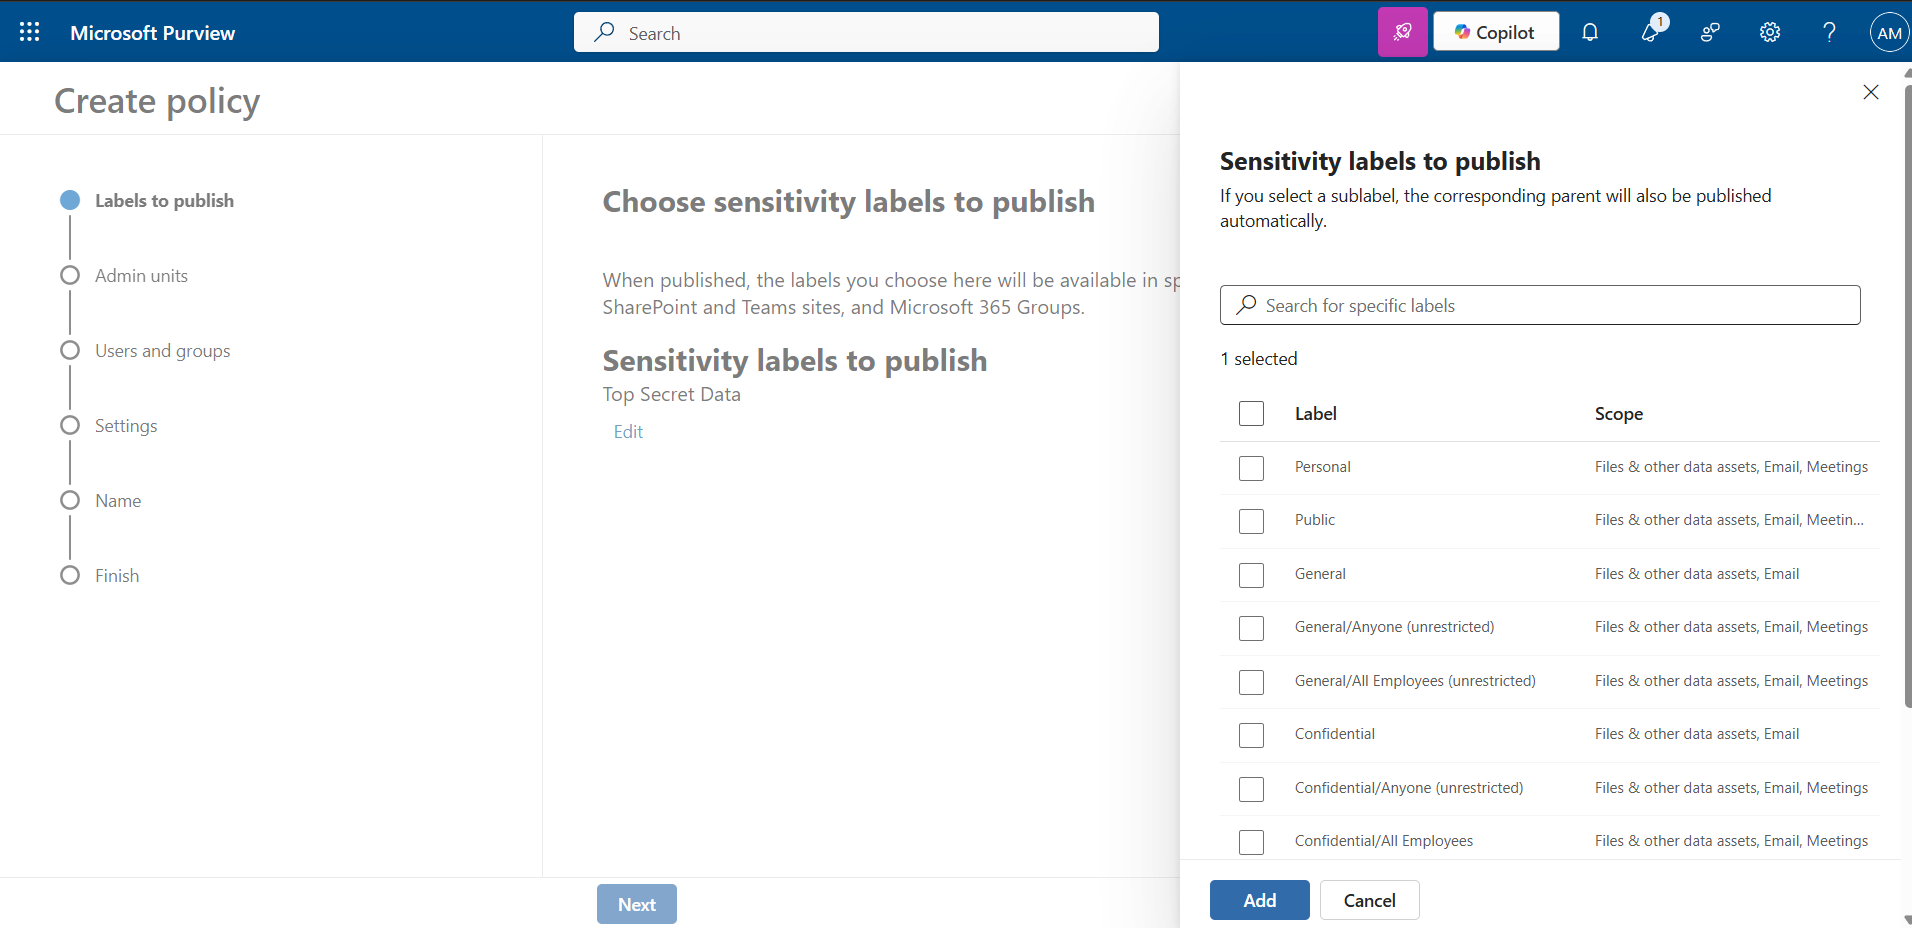 Microsoft Purview
Search
Copilot
1
AM
Create policy
Labels to publish
Admin units
Users and groups
Settings
Name
Finish
Choose sensitivity labels to publish
When published, the labels you choose here will be available in sp
SharePoint and Teams sites, and Microsoft 365 Groups.
Sensitivity labels to publish
Top Secret Data
Edit
Next
Sensitivity labels to publish
If you select a sublabel, the corresponding parent will also be published
automatically.
Search for specific labels
1 selected
Label Scope
Personal Files & other data assets, Email, Meetings
Public Files & other data assets, Email, Meetin...
General Files & other data assets, Email
General/Anyone (unrestricted) Files & other data assets, Email, Meetings
General/All Employees (unrestricted) Files & other data assets, Email, Meetings
Confidential Files & other data assets, Email
Confidential/Anyone (unrestricted) Files & other data assets, Email, Meetings
Confidential/All Employees Files & other data assets, Email, Meetings
Add Cancel